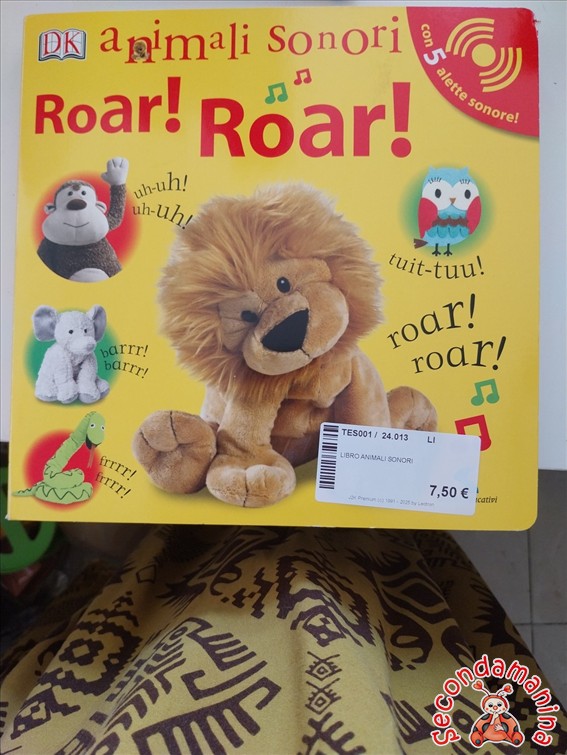 DK
animali sonori
con 5
alette sonore!
Roar! Roar!
uh-uh!
uh-uh!
tuit-tuu!
barrr!
barrr!
roar!
roar!
frrrr!
frrrr!
TES001 / 24.013 LI
LIBRO ANIMALI SONORI
7,50 €
Secondamanina